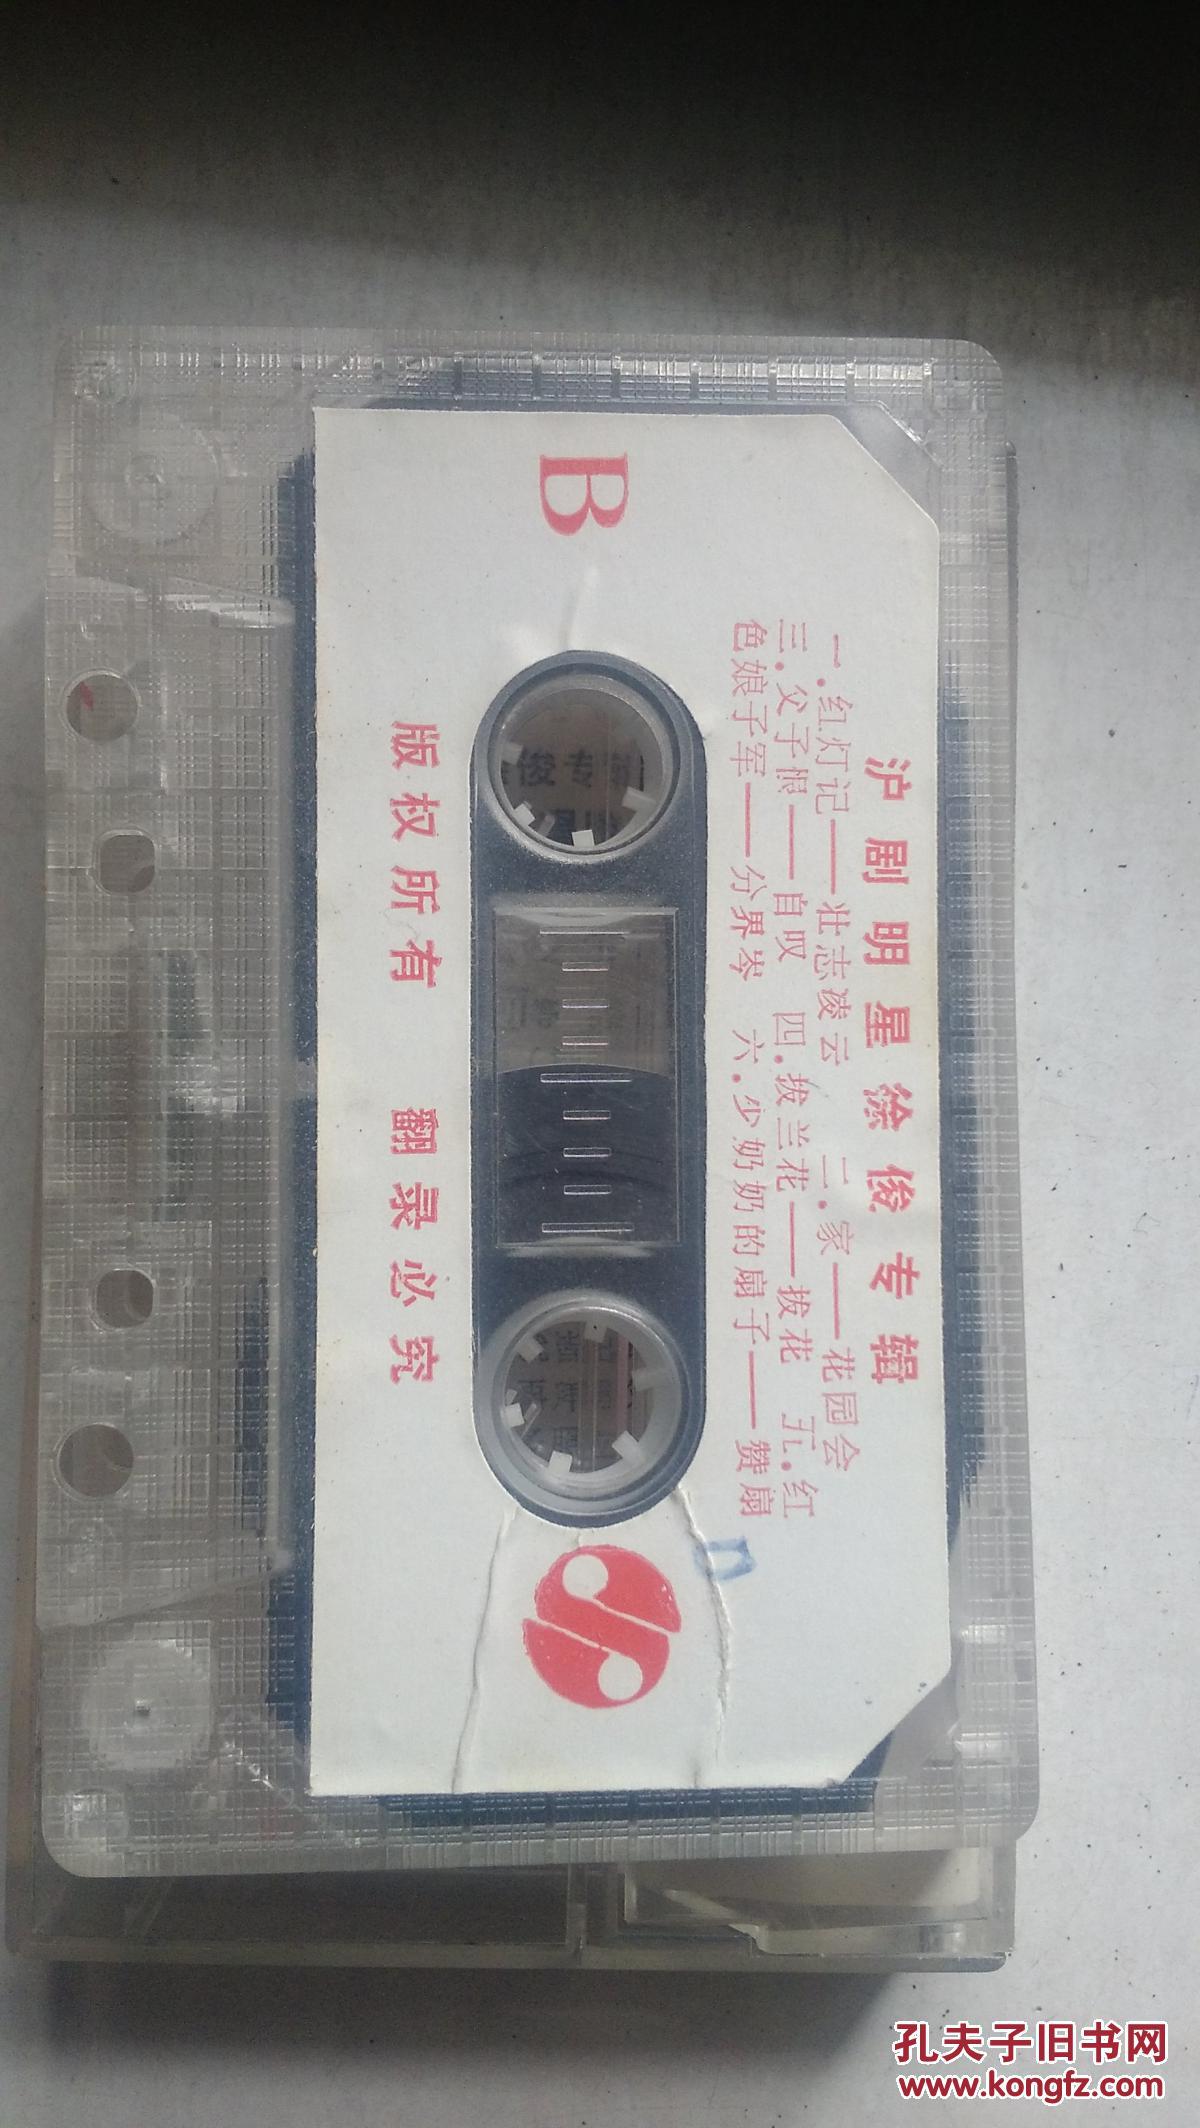 沪剧明星徐俊专辑
一.红灯记——壮志凌云 二.家——花园会
三.父子恨——自叹 四.拔兰花——拔花 五.红
色娘子军——分界岑 六.少奶奶的扇子——赞扇
B
俊专辑
版权所有 翻录必究
孔夫子旧书网
www.kongfz.com